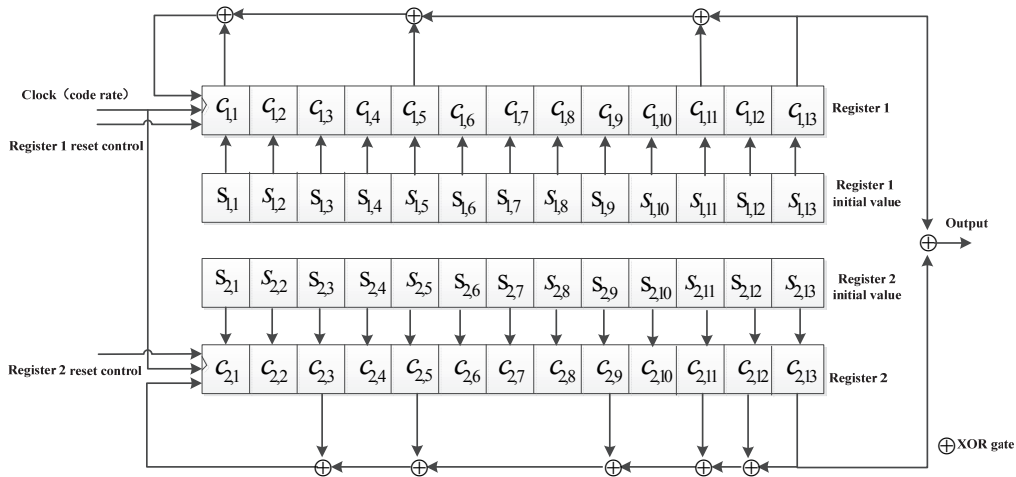 Clock（code rate）
Register 1 reset control
C1,1 C1,2 C1,3 C1,4 C1,5 C1,6 C1,7 C1,8 C1,9 C1,10 C1,11 C1,12 C1,13
Register 1
S1,1 S1,2 S1,3 S1,4 S1,5 S1,6 S1,7 S1,8 S1,9 S1,10 S1,11 S1,12 S1,13
Register 1
initial value
Output
S2,1 S2,2 S2,3 S2,4 S2,5 S2,6 S2,7 S2,8 S2,9 S2,10 S2,11 S2,12 S2,13
Register 2
initial value
Register 2 reset control
C2,1 C2,2 C2,3 C2,4 C2,5 C2,6 C2,7 C2,8 C2,9 C2,10 C2,11 C2,12 C2,13
Register 2
XOR gate